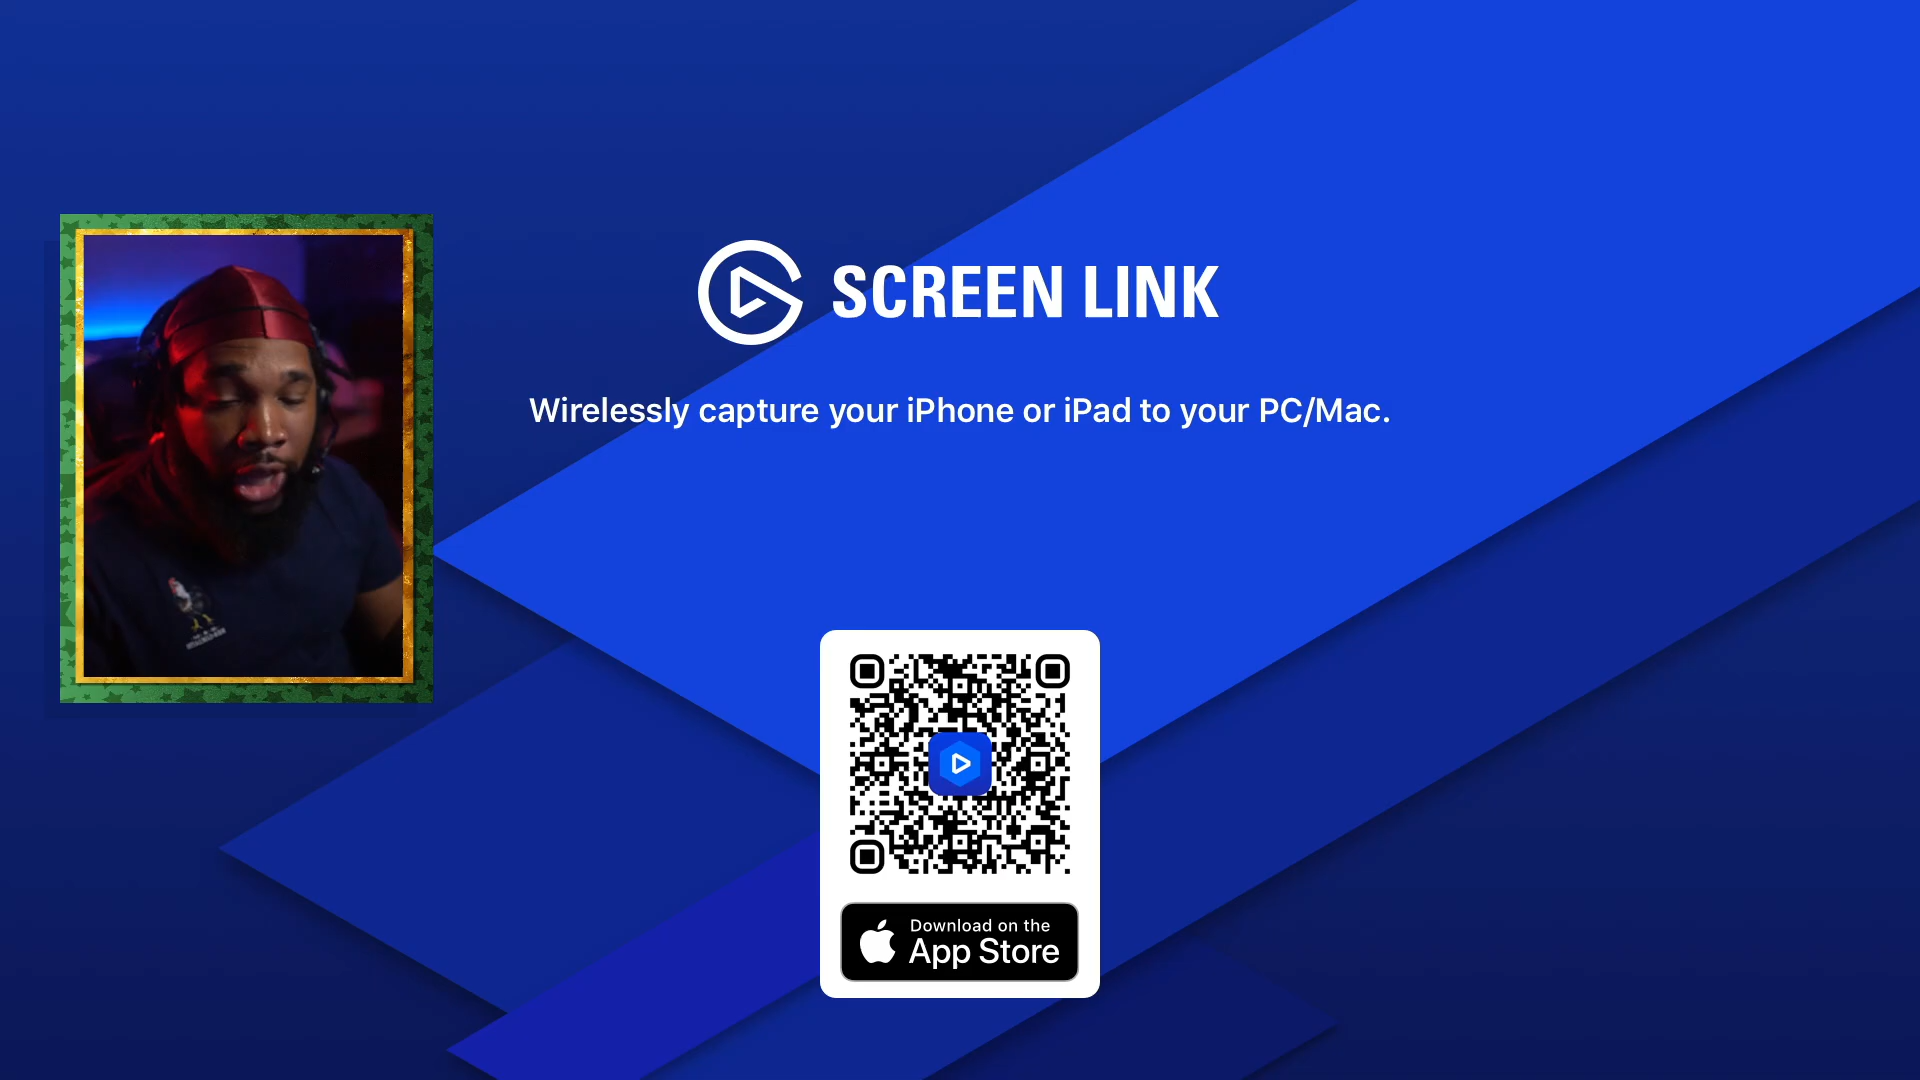 SCREEN LINK
Wirelessly capture your iPhone or iPad to your PC/Mac.
Download on the
App Store